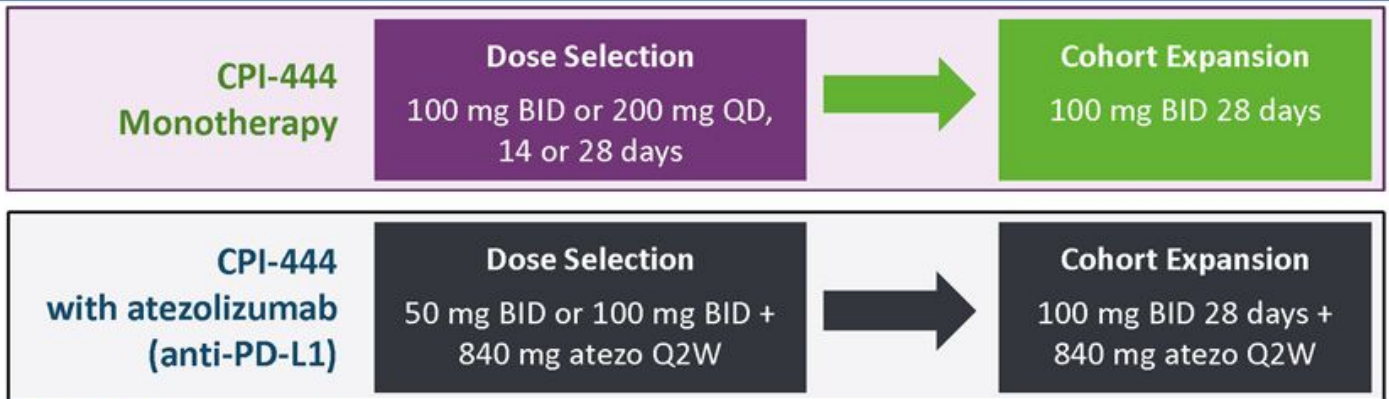 CPI-444
Monotherapy
Dose Selection
100 mg BID or 200 mg QD,
14 or 28 days
Cohort Expansion
100 mg BID 28 days
CPI-444
with atezolizumab
(anti-PD-L1)
Dose Selection
50 mg BID or 100 mg BID +
840 mg atezo Q2W
Cohort Expansion
100 mg BID 28 days +
840 mg atezo Q2W